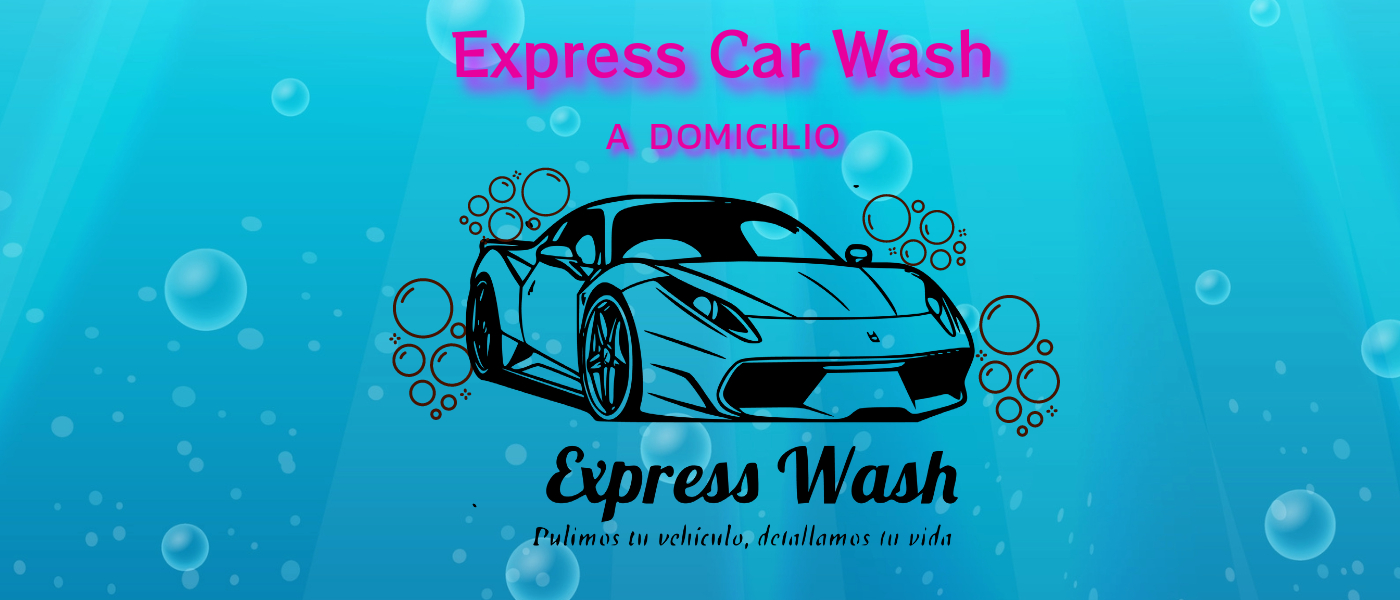 Express Car Wash
A DOMICILIO
Express Wash
Pulimos tu vehículo, detallamos tu vida